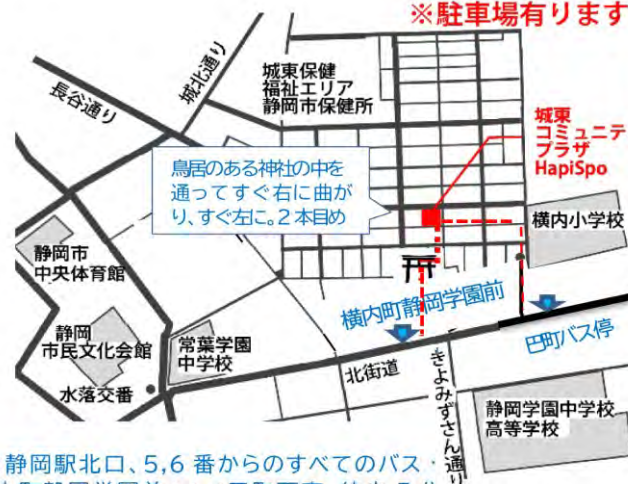 ※駐車場有ります
城北通り
長谷通り
城東保健
福祉エリア
静岡市保健所
城東
コミュニテ
プラザ
HapiSpo
鳥居のある神社の中を
通ってすぐ右に曲が
り、すぐ左に。2本目め
横内小学校
静岡市
中央体育館
横内町静岡学園前
静岡
市民文化会館
常葉学園
中学校
巴町バス停
北街道
きよみずさん通り
水落交番
静岡学園中学校
高等学校
静岡駅北口、5,6 番からのすべてのバス・